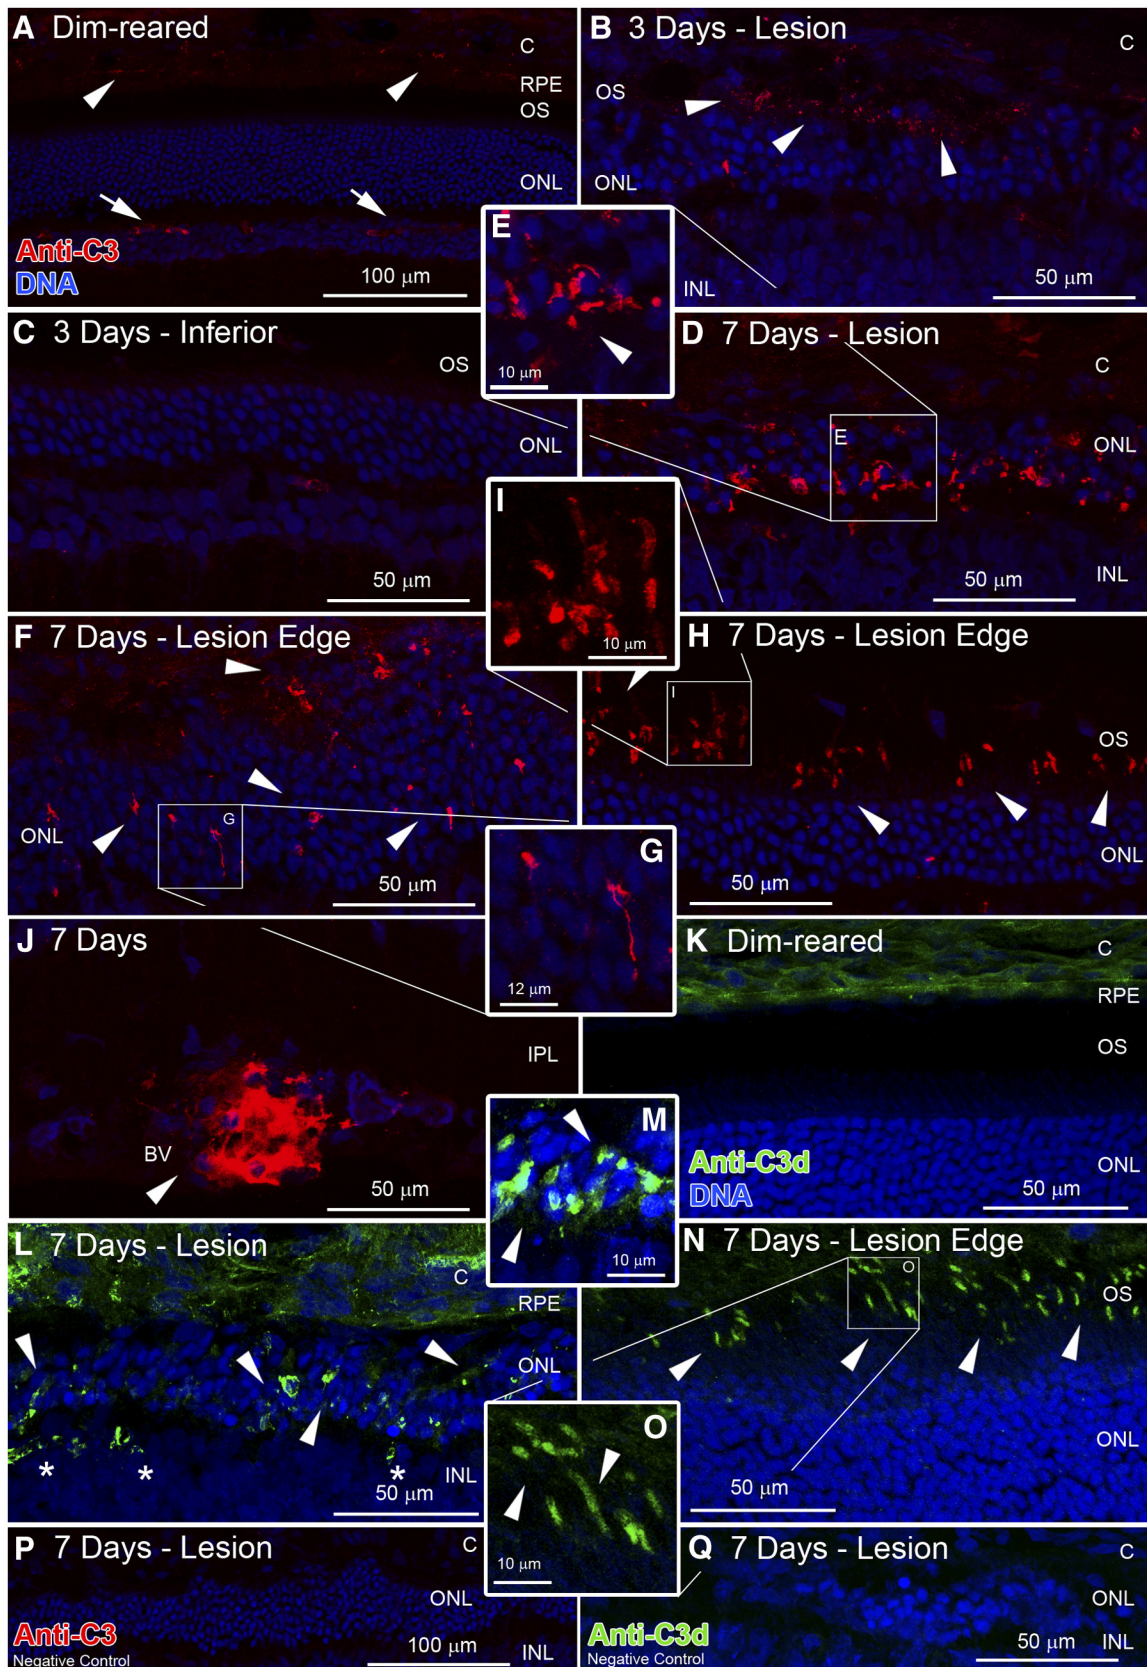 A Dim-reared
C
RPE
OS
ONL
Anti-C3
DNA
100 μm
B 3 Days - Lesion
C
OS
ONL
INL
50 μm
C 3 Days - Inferior
OS
ONL
50 μm
E
10 μm
D 7 Days - Lesion
C
E
ONL
INL
50 μm
I
10 μm
F 7 Days - Lesion Edge
G
ONL
50 μm
H 7 Days - Lesion Edge
I
OS
ONL
50 μm
G
12 μm
J 7 Days
IPL
BV
50 μm
K Dim-reared
C
RPE
OS
Anti-C3d
ONL
DNA
50 μm
M
10 μm
L 7 Days - Lesion
C
RPE
ONL
* * *
INL
50 μm
N 7 Days - Lesion Edge
O
OS
ONL
50 μm
O
10 μm
P 7 Days - Lesion
C
ONL
Anti-C3
INL
Negative Control
100 μm
Q 7 Days - Lesion
C
ONL
Anti-C3d
INL
Negative Control
50 μm